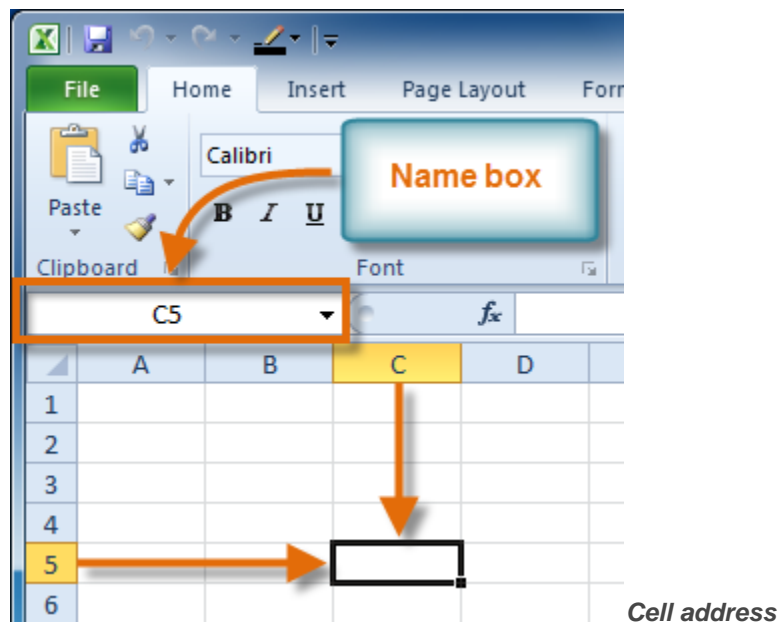 File Home Insert Page Layout Form
Calibri
Name box
Paste
B I U
Clipboard Font
C5 fx
A B C D
1
2
3
4
5
6
Cell address